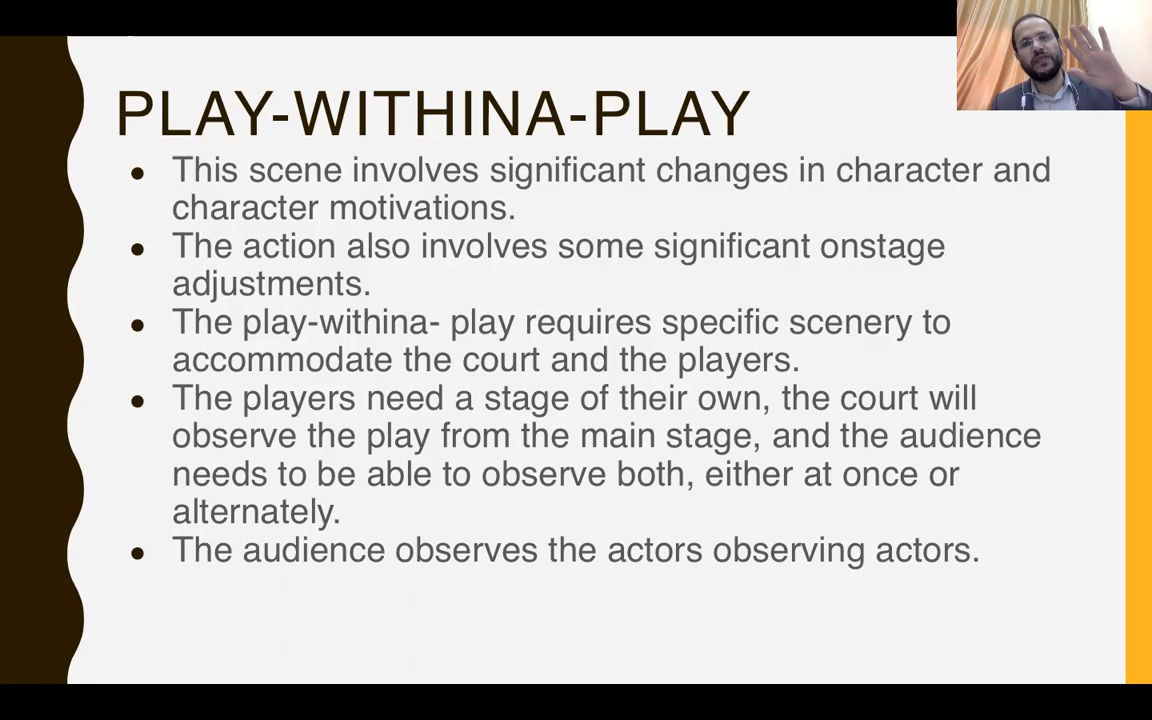 PLAY-WITHINA-PLAY
This scene involves significant changes in character and
character motivations.
The action also involves some significant onstage
adjustments.
The play-withina- play requires specific scenery to
accommodate the court and the players.
The players need a stage of their own, the court will
observe the play from the main stage, and the audience
needs to be able to observe both, either at once or
alternately.
The audience observes the actors observing actors.